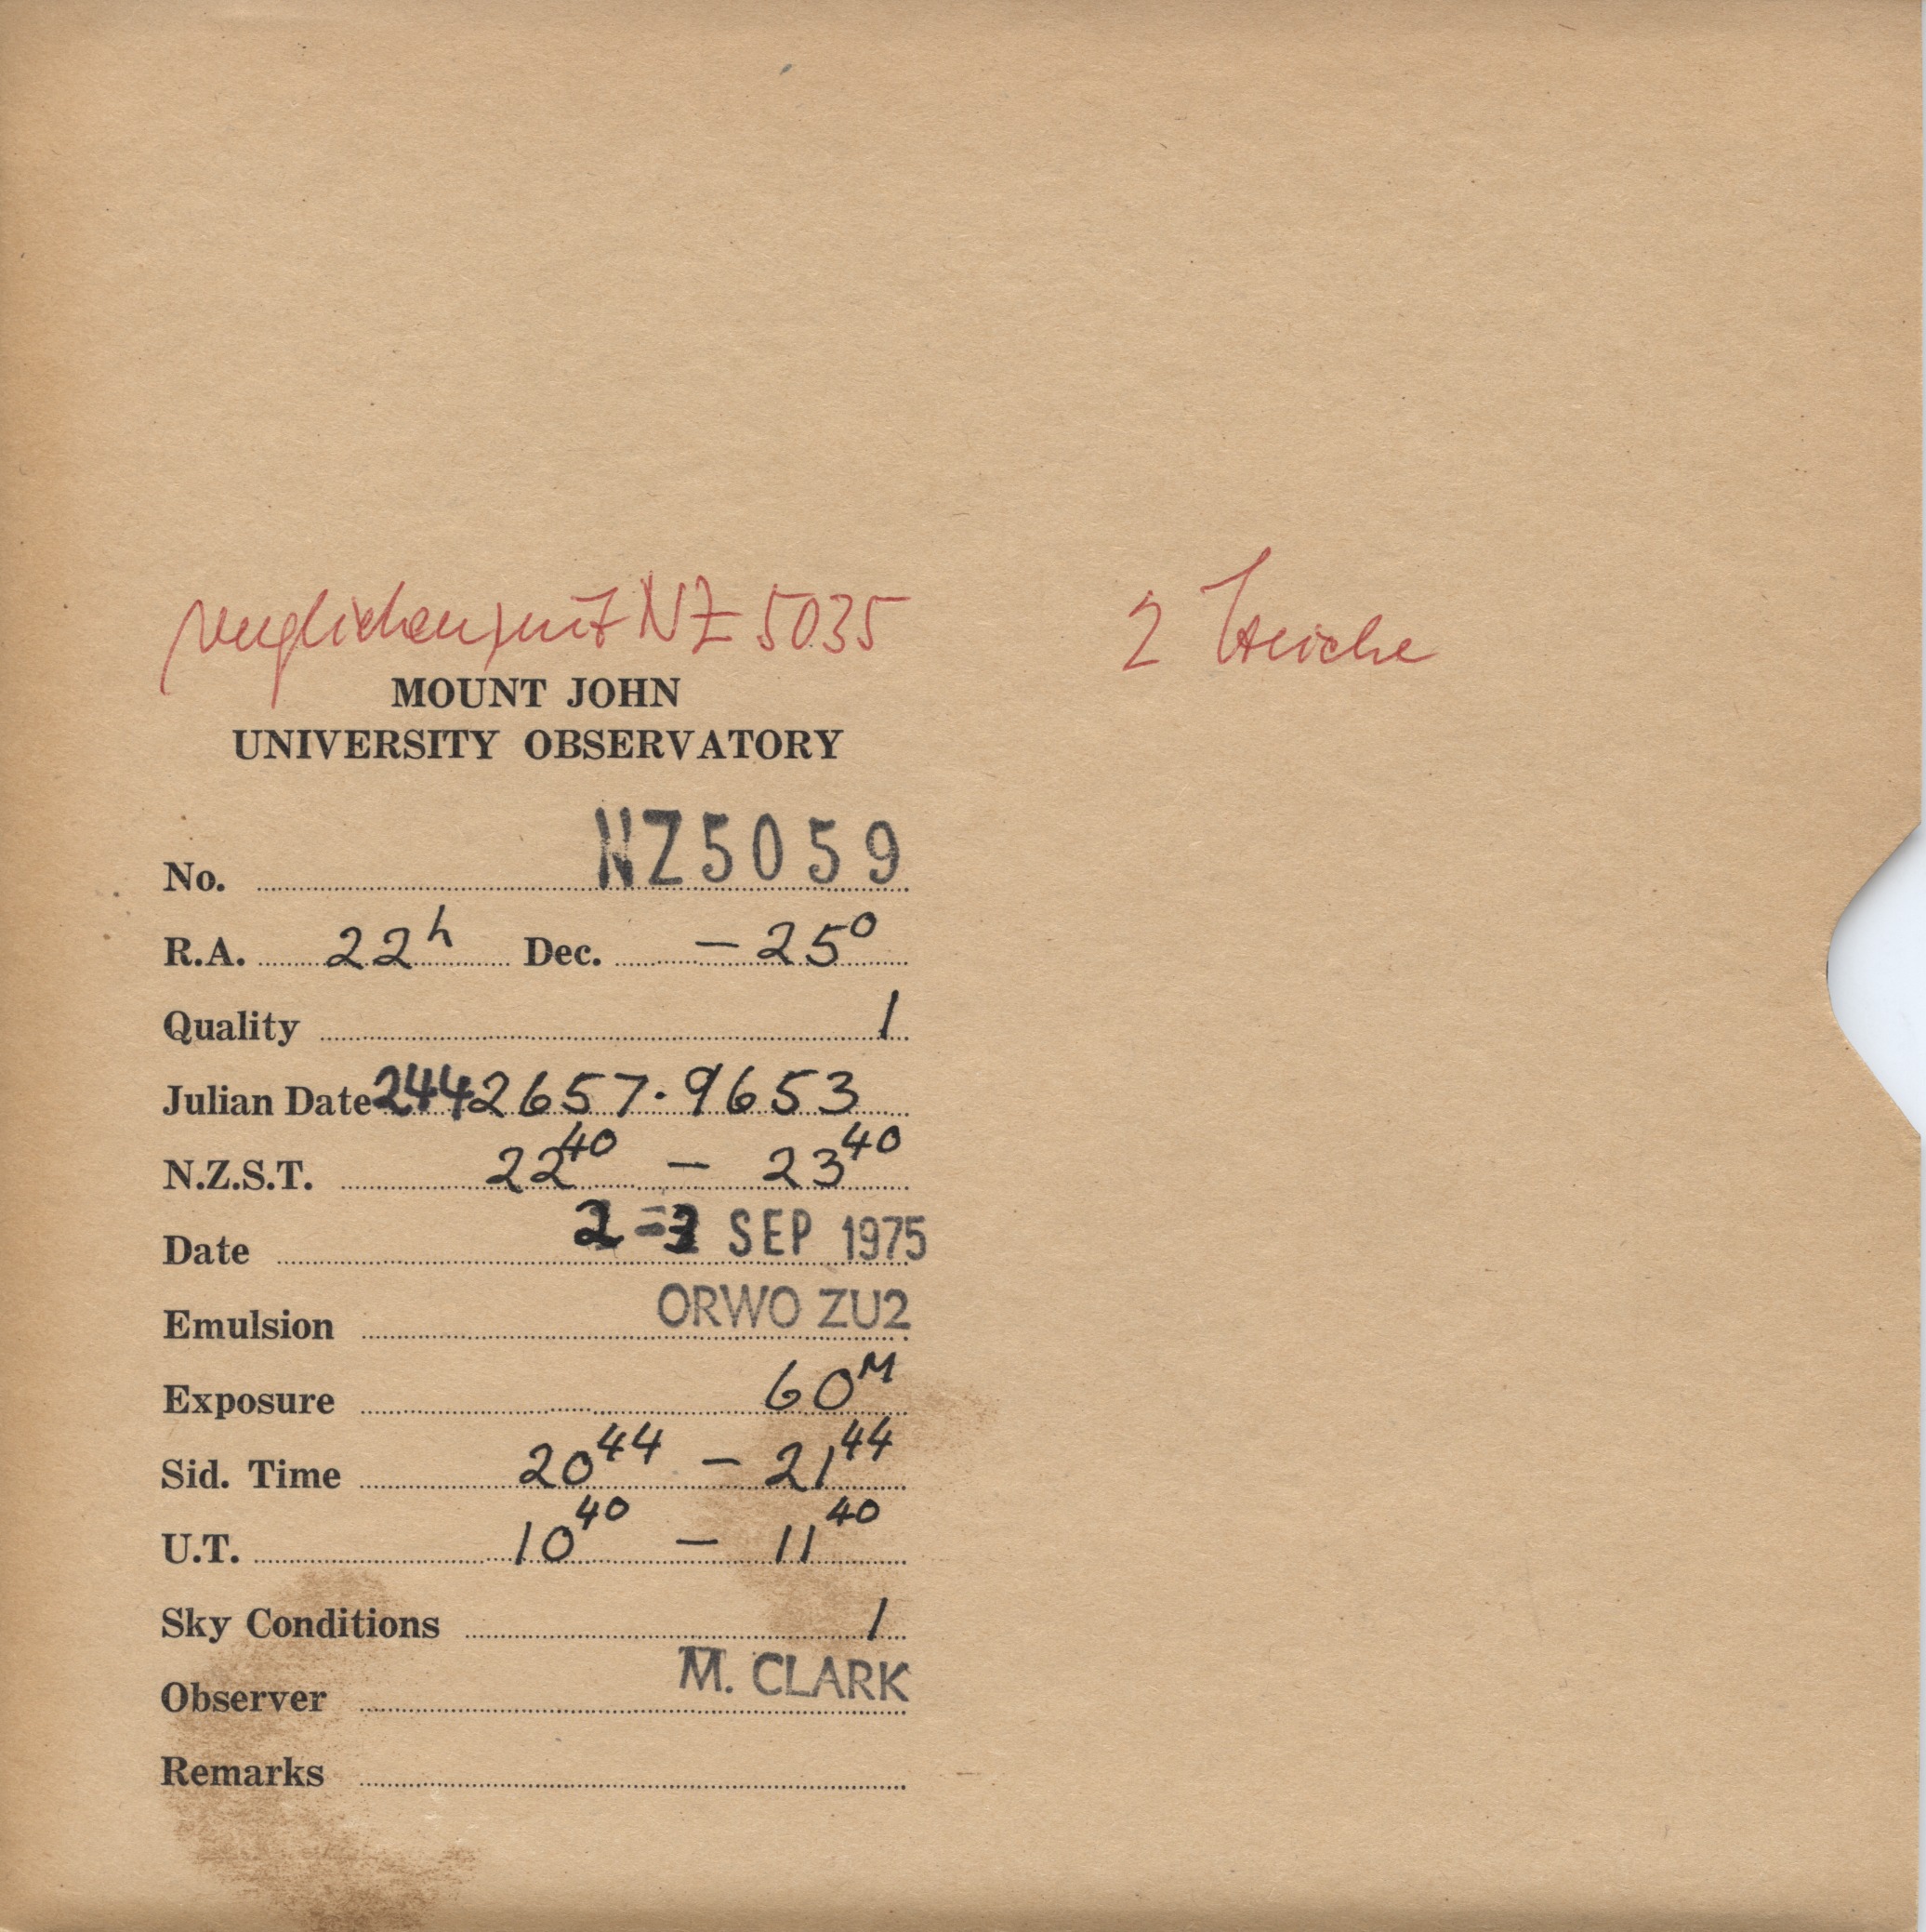 verglichen mit NZ 5035
2 Striche
MOUNT JOHN
UNIVERSITY OBSERVATORY
No. NZ5059
R.A. 22h Dec. -25°
Quality 1
Julian Date 2442657.9653
N.Z.S.T. 22 40 - 23 40
Date 2-3 SEP 1975
Emulsion ORWO ZU2
Exposure 60M
Sid. Time 20 44 - 21 44
U.T. 10 40 - 11 40
Sky Conditions 1
Observer M. CLARK
Remarks